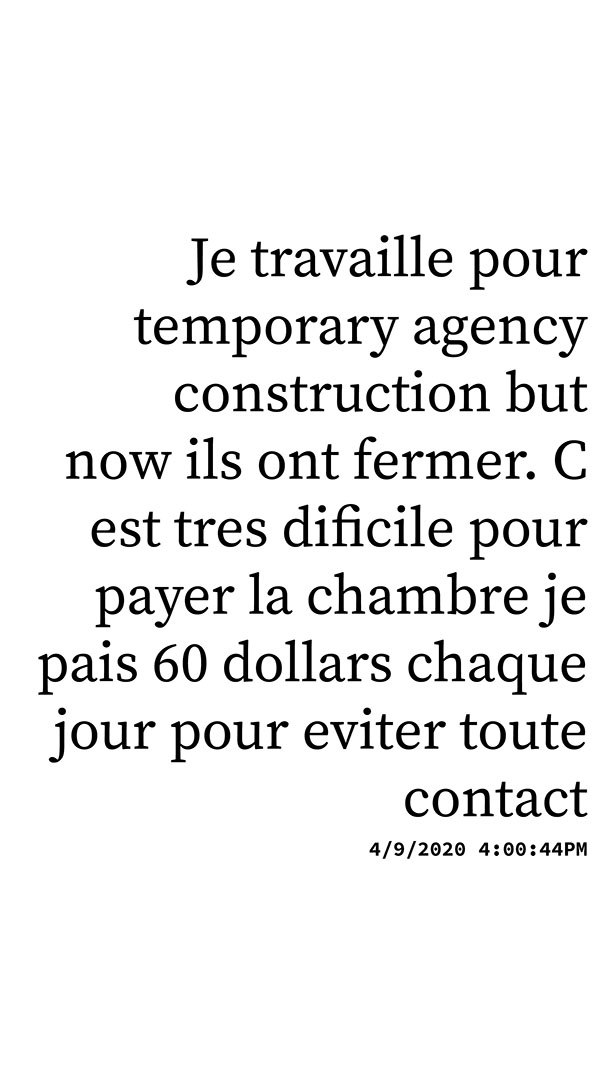 Je travaille pour
temporary agency
construction but
now ils ont fermer. C
est tres dificile pour
payer la chambre je
pais 60 dollars chaque
jour pour eviter toute
contact
4/9/2020 4:00:44PM